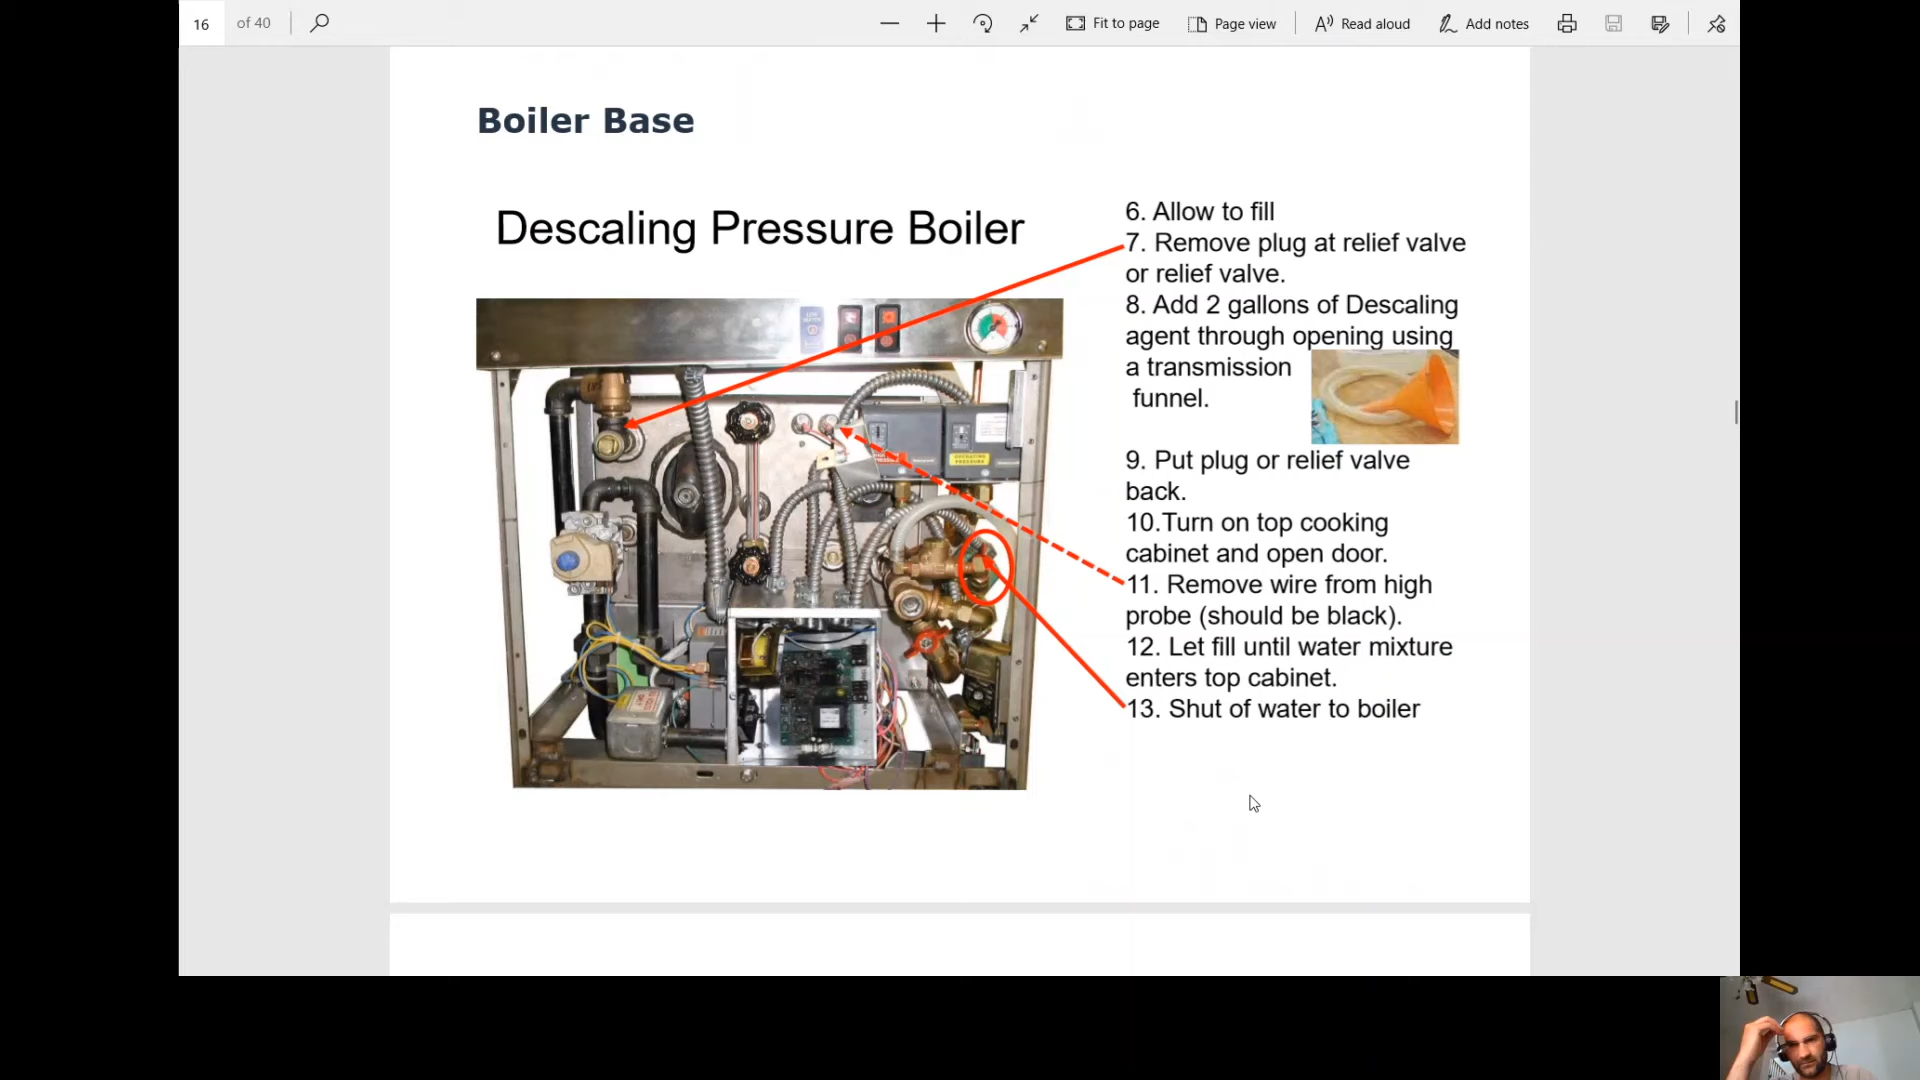 16 of 40 Fit to page Page view Read aloud Add notes
Boiler Base
Descaling Pressure Boiler
6. Allow to fill
7. Remove plug at relief valve
or relief valve.
8. Add 2 gallons of Descaling
agent through opening using
a transmission
funnel.
9. Put plug or relief valve
back.
10.Turn on top cooking
cabinet and open door.
11. Remove wire from high
probe (should be black).
12. Let fill until water mixture
enters top cabinet.
13. Shut of water to boiler